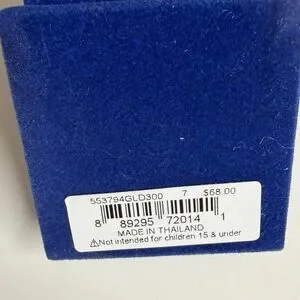 553794GLD300 7 $68.00
8 89295 72014 1
MADE IN THAILAND
⚠Not intended for children 15 & under